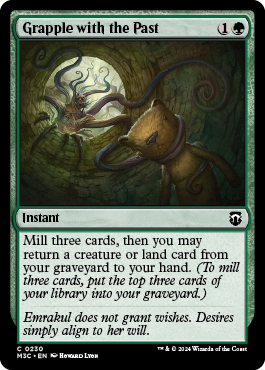 Grapple with the Past 1
Instant
Mill three cards, then you may
return a creature or land card from
your graveyard to your hand. (To mill
three cards, put the top three cards of
your library into your graveyard.)
Emrakul does not grant wishes. Desires
simply align to her will.
C 0230
M3C • EN Howard Lyon
™ & © 2024 Wizards of the Coast